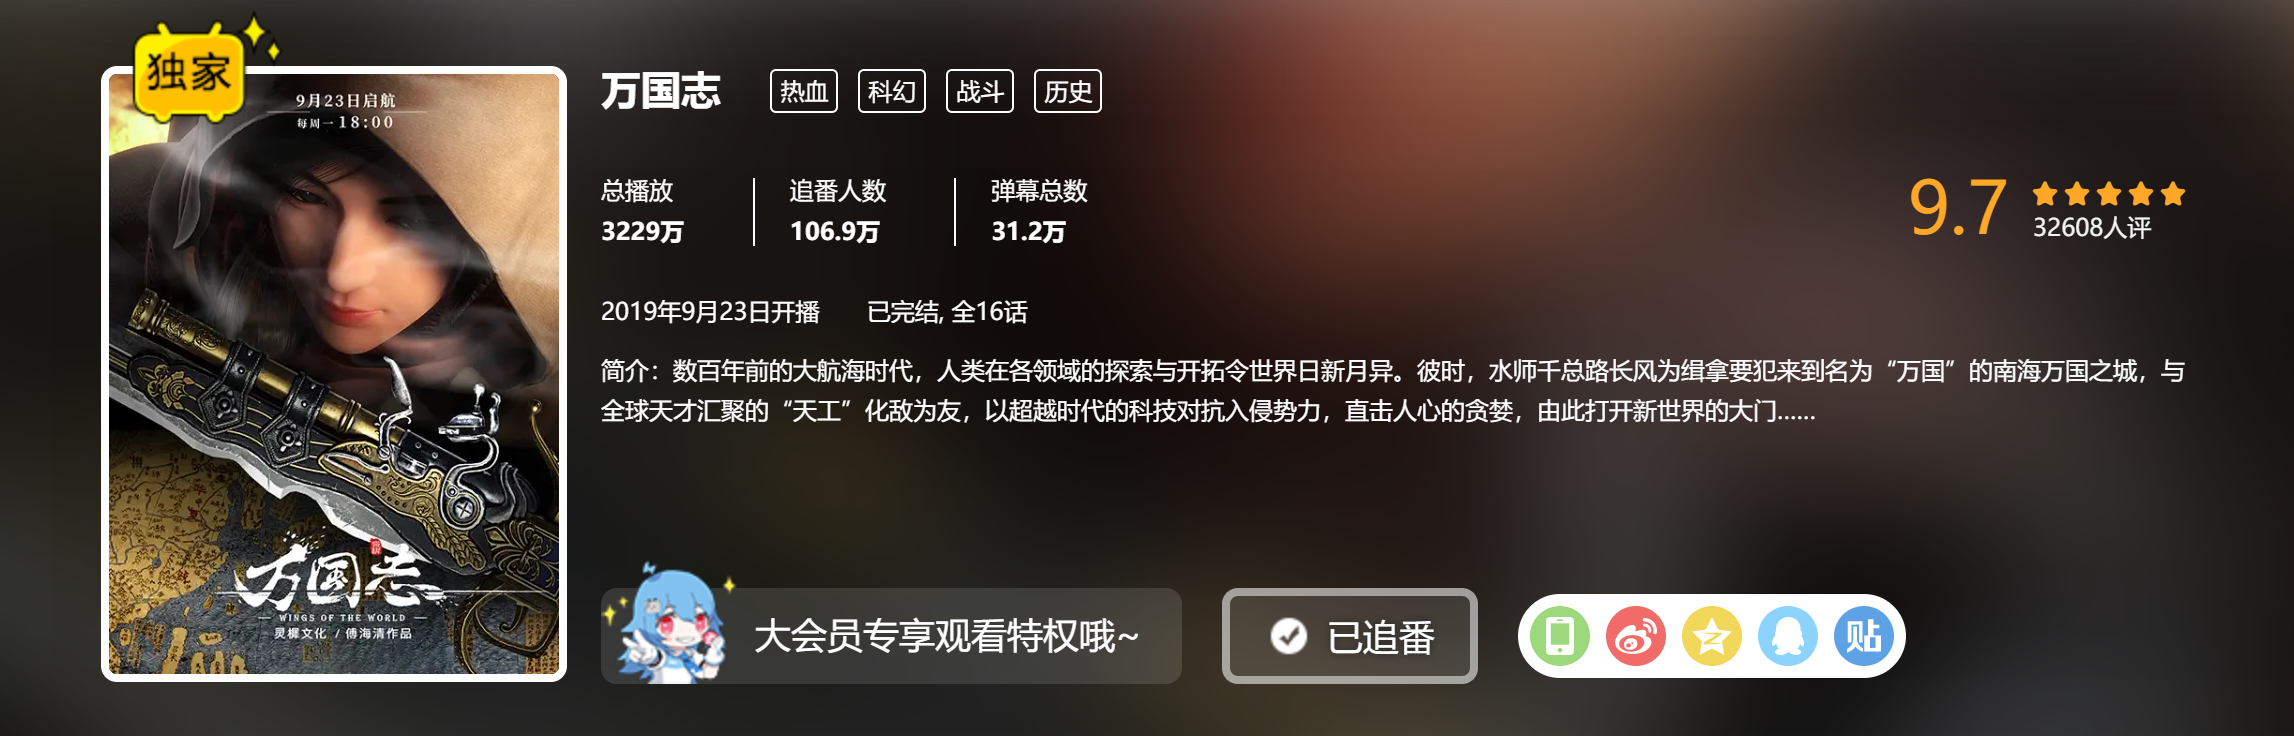 独家
9月23日启航
每周一18:00
万国志
WINGS OF THE WORLD
灵樨文化 / 傅海清作品
万国志 热血 科幻 战斗 历史
总播放 追番人数 弹幕总数
3229万 106.9万 31.2万
9.7
32608人评
2019年9月23日开播 已完结, 全16话
简介：数百年前的大航海时代，人类在各领域的探索与开拓令世界日新月异。彼时，水师千总路长风为缉拿要犯来到名为“万国”的南海万国之城，与
全球天才汇聚的“天工”化敌为友，以超越时代的科技对抗入侵势力，直击人心的贪婪，由此打开新世界的大门……
大会员专享观看特权哦~
已追番
贴